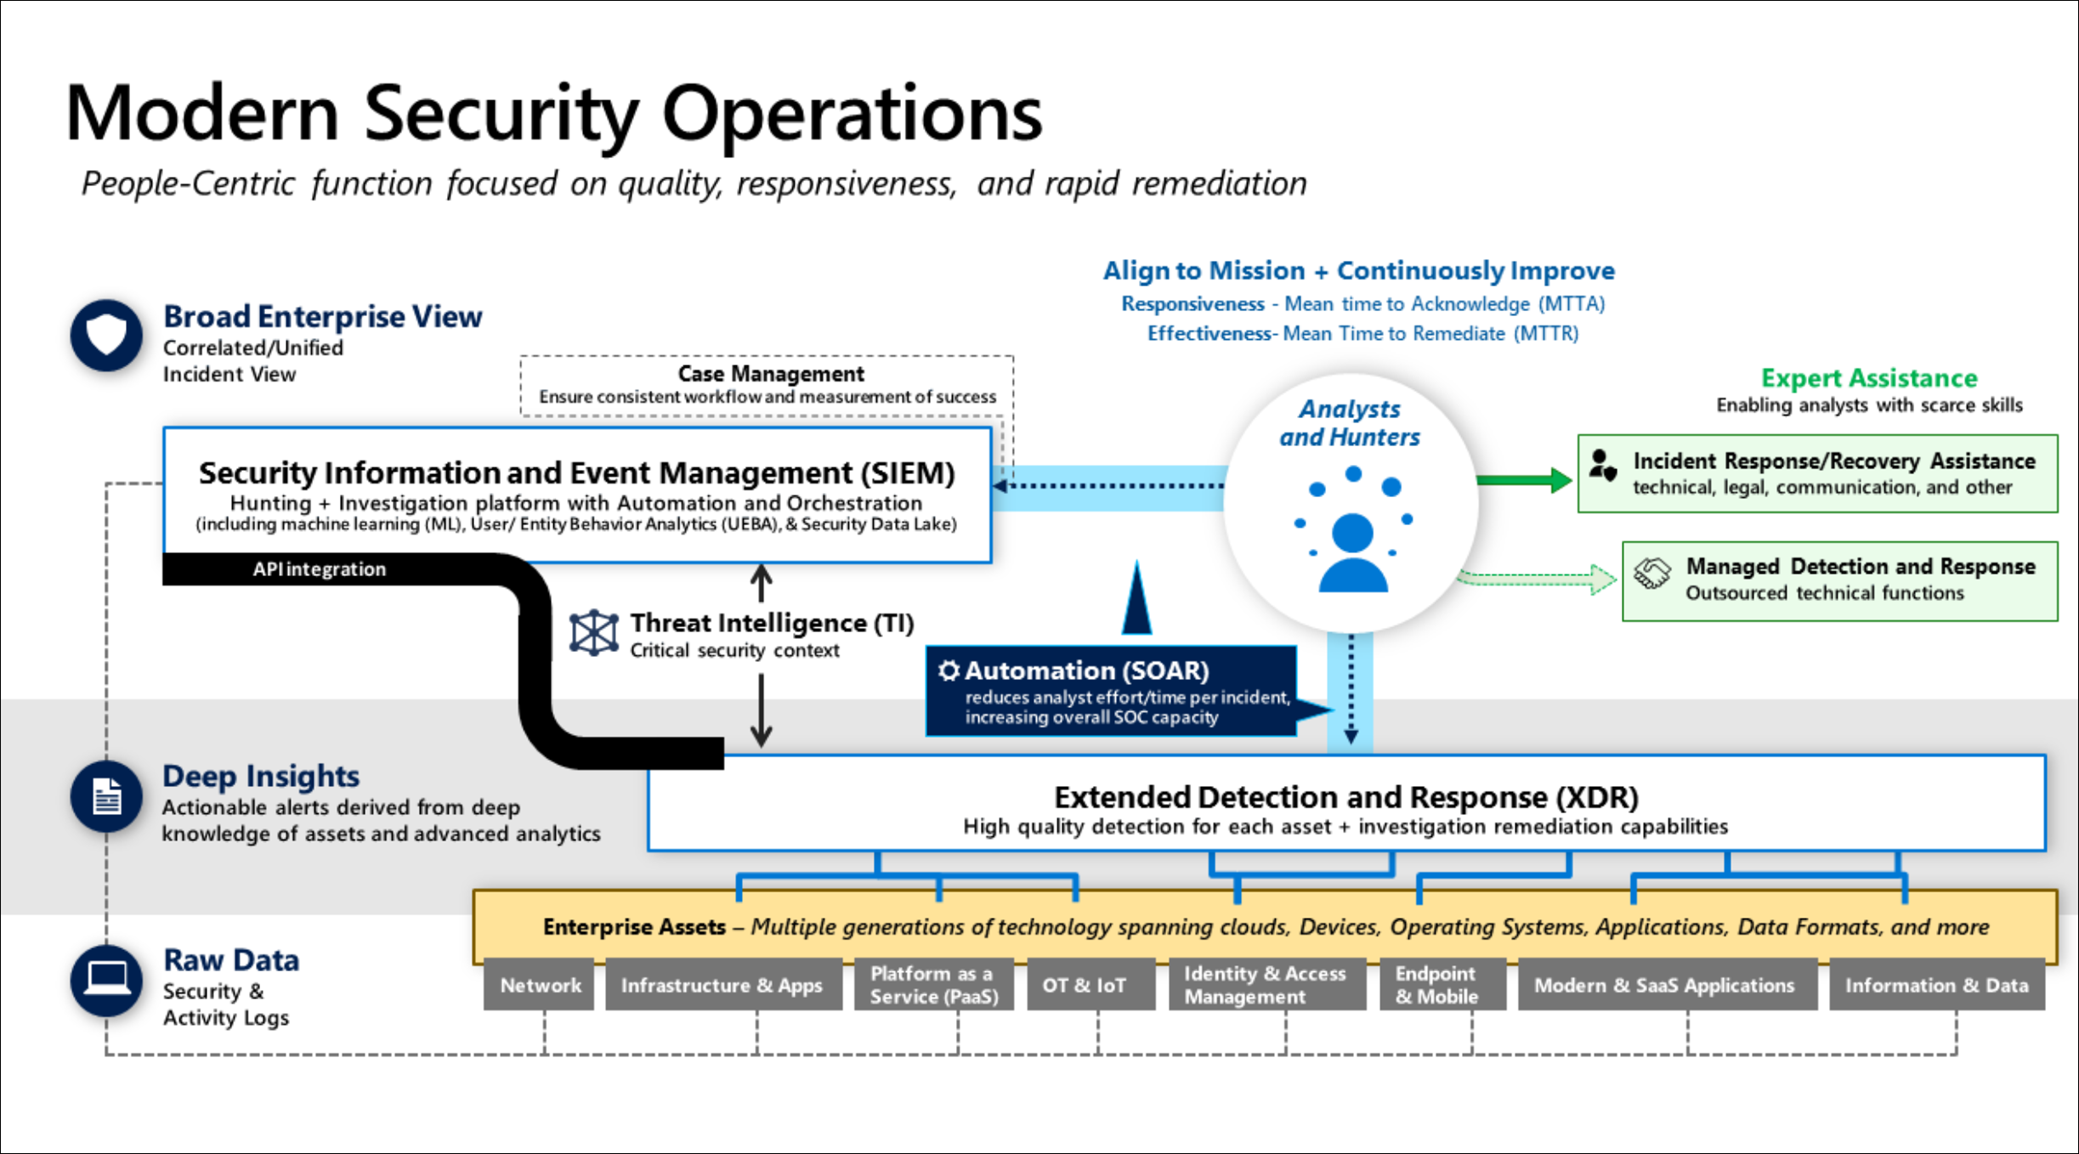 Modern Security Operations
People-Centric function focused on quality, responsiveness, and rapid remediation
Align to Mission + Continuously Improve
Responsiveness - Mean time to Acknowledge (MTTA)
Effectiveness- Mean Time to Remediate (MTTR)
Broad Enterprise View
Correlated/Unified
Incident View
Case Management
Ensure consistent workflow and measurement of success
Analysts
and Hunters
Expert Assistance
Enabling analysts with scarce skills
Security Information and Event Management (SIEM)
Hunting + Investigation platform with Automation and Orchestration
(including machine learning (ML), User/ Entity Behavior Analytics (UEBA), & Security Data Lake)
Incident Response/Recovery Assistance
technical, legal, communication, and other
API integration
Managed Detection and Response
Outsourced technical functions
Threat Intelligence (TI)
Critical security context
Automation (SOAR)
reduces analyst effort/time per incident,
increasing overall SOC capacity
Deep Insights
Actionable alerts derived from deep
knowledge of assets and advanced analytics
Extended Detection and Response (XDR)
High quality detection for each asset + investigation remediation capabilities
Enterprise Assets – Multiple generations of technology spanning clouds, Devices, Operating Systems, Applications, Data Formats, and more
Raw Data
Security &
Activity Logs
Network
Infrastructure & Apps
Platform as a
Service (PaaS)
OT & IoT
Identity & Access
Management
Endpoint
& Mobile
Modern & SaaS Applications
Information & Data